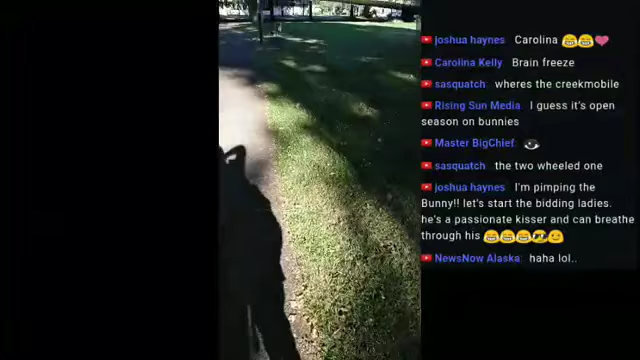 joshua haynes Carolina 😂😂❤
Carolina Kelly Brain freeze
sasquatch wheres the creekmobile
Rising Sun Media I guess it's open
season on bunnies
Master BigChief 👁
sasquatch the two wheeled one
joshua haynes I'm pimping the
Bunny!! let's start the bidding ladies.
he's a passionate kisser and can breathe
through his 😂😂😂😎😉
NewsNow Alaska haha lol..